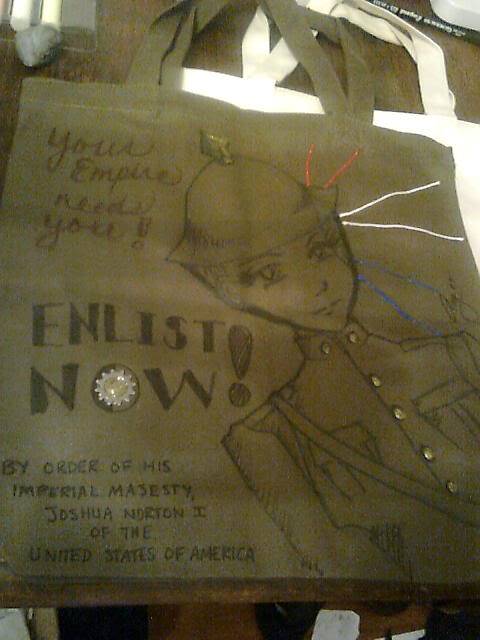 Your
Empire
needs
you!
ENLIST
NOW!
BY ORDER OF HIS
IMPERIAL MAJESTY,
JOSHUA NORTON I
OF THE
UNITED STATES OF AMERICA